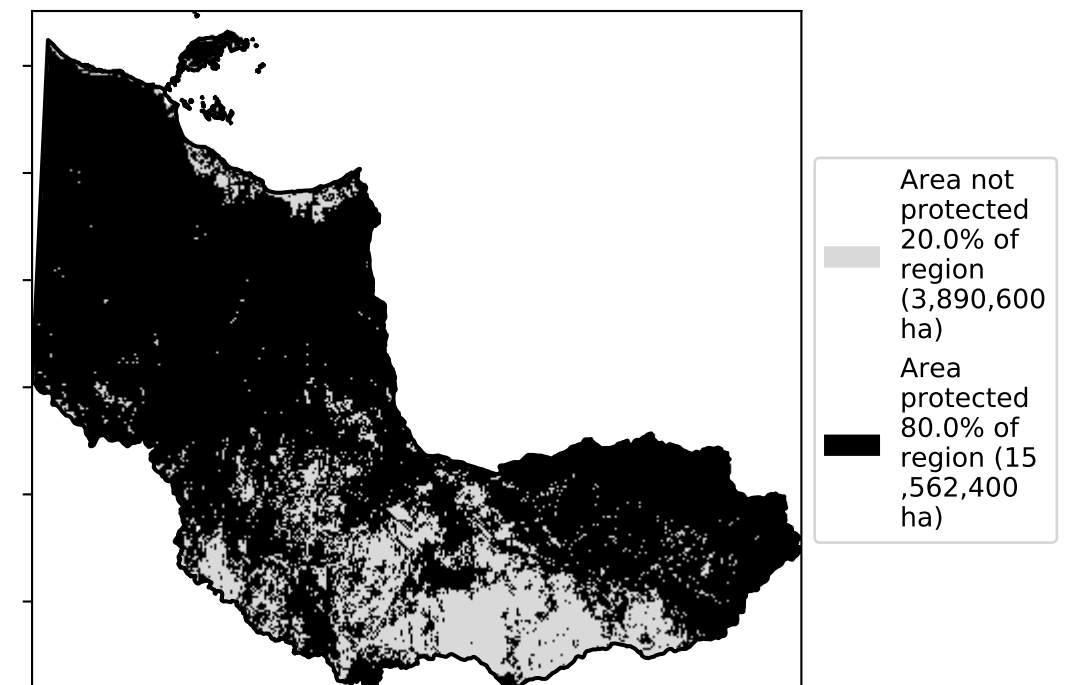 Area not
protected
20.0% of
region
(3,890,600
ha)
Area
protected
80.0% of
region (15
,562,400
ha)